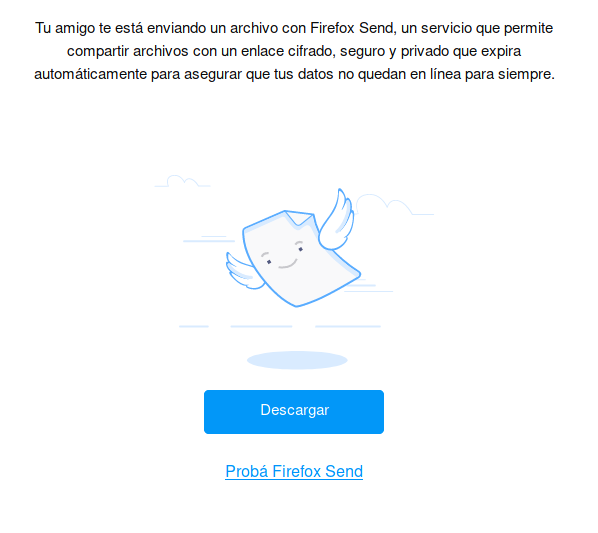 Tu amigo te está enviando un archivo con Firefox Send, un servicio que permite
compartir archivos con un enlace cifrado, seguro y privado que expira
automáticamente para asegurar que tus datos no quedan en línea para siempre.
Descargar
Probá Firefox Send